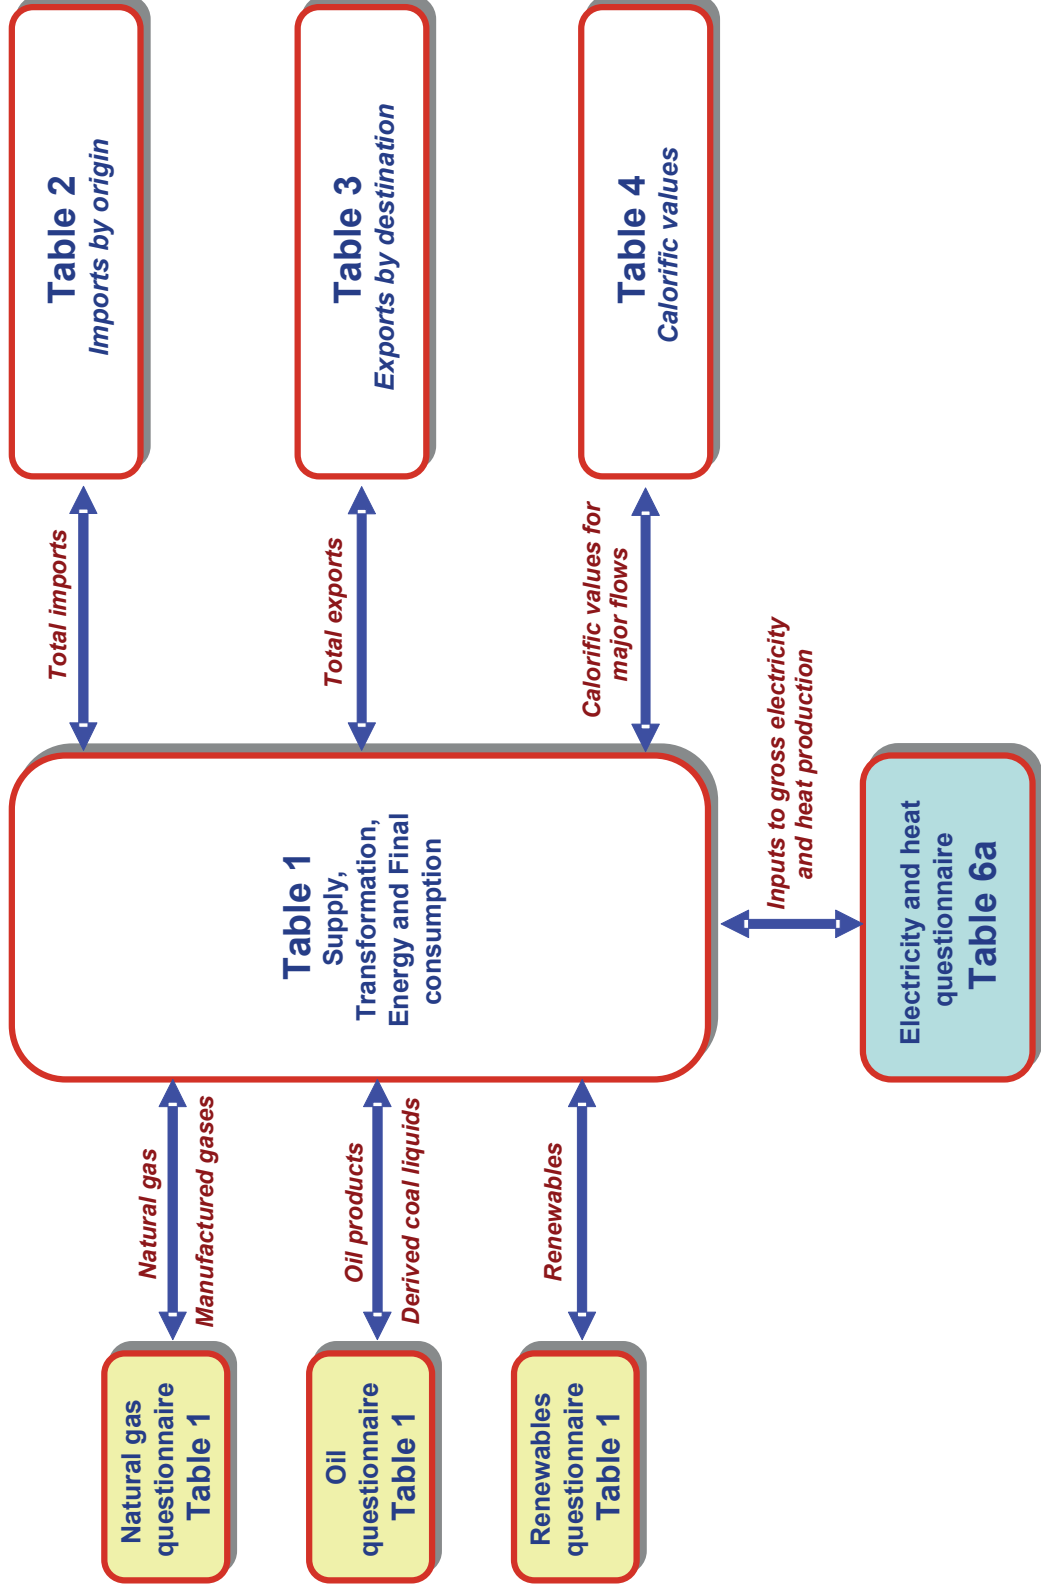 Natural gas
questionnaire
Table 1
Oil
questionnaire
Table 1
Renewables
questionnaire
Table 1
Natural gas
Manufactured gases
Oil products
Derived coal liquids
Renewables
Table 1
Supply,
Transformation,
Energy and Final
consumption
Total imports
Total exports
Calorific values for
major flows
Table 2
Imports by origin
Table 3
Exports by destination
Table 4
Calorific values
Inputs to gross electricity
and heat production
Electricity and heat
questionnaire
Table 6a